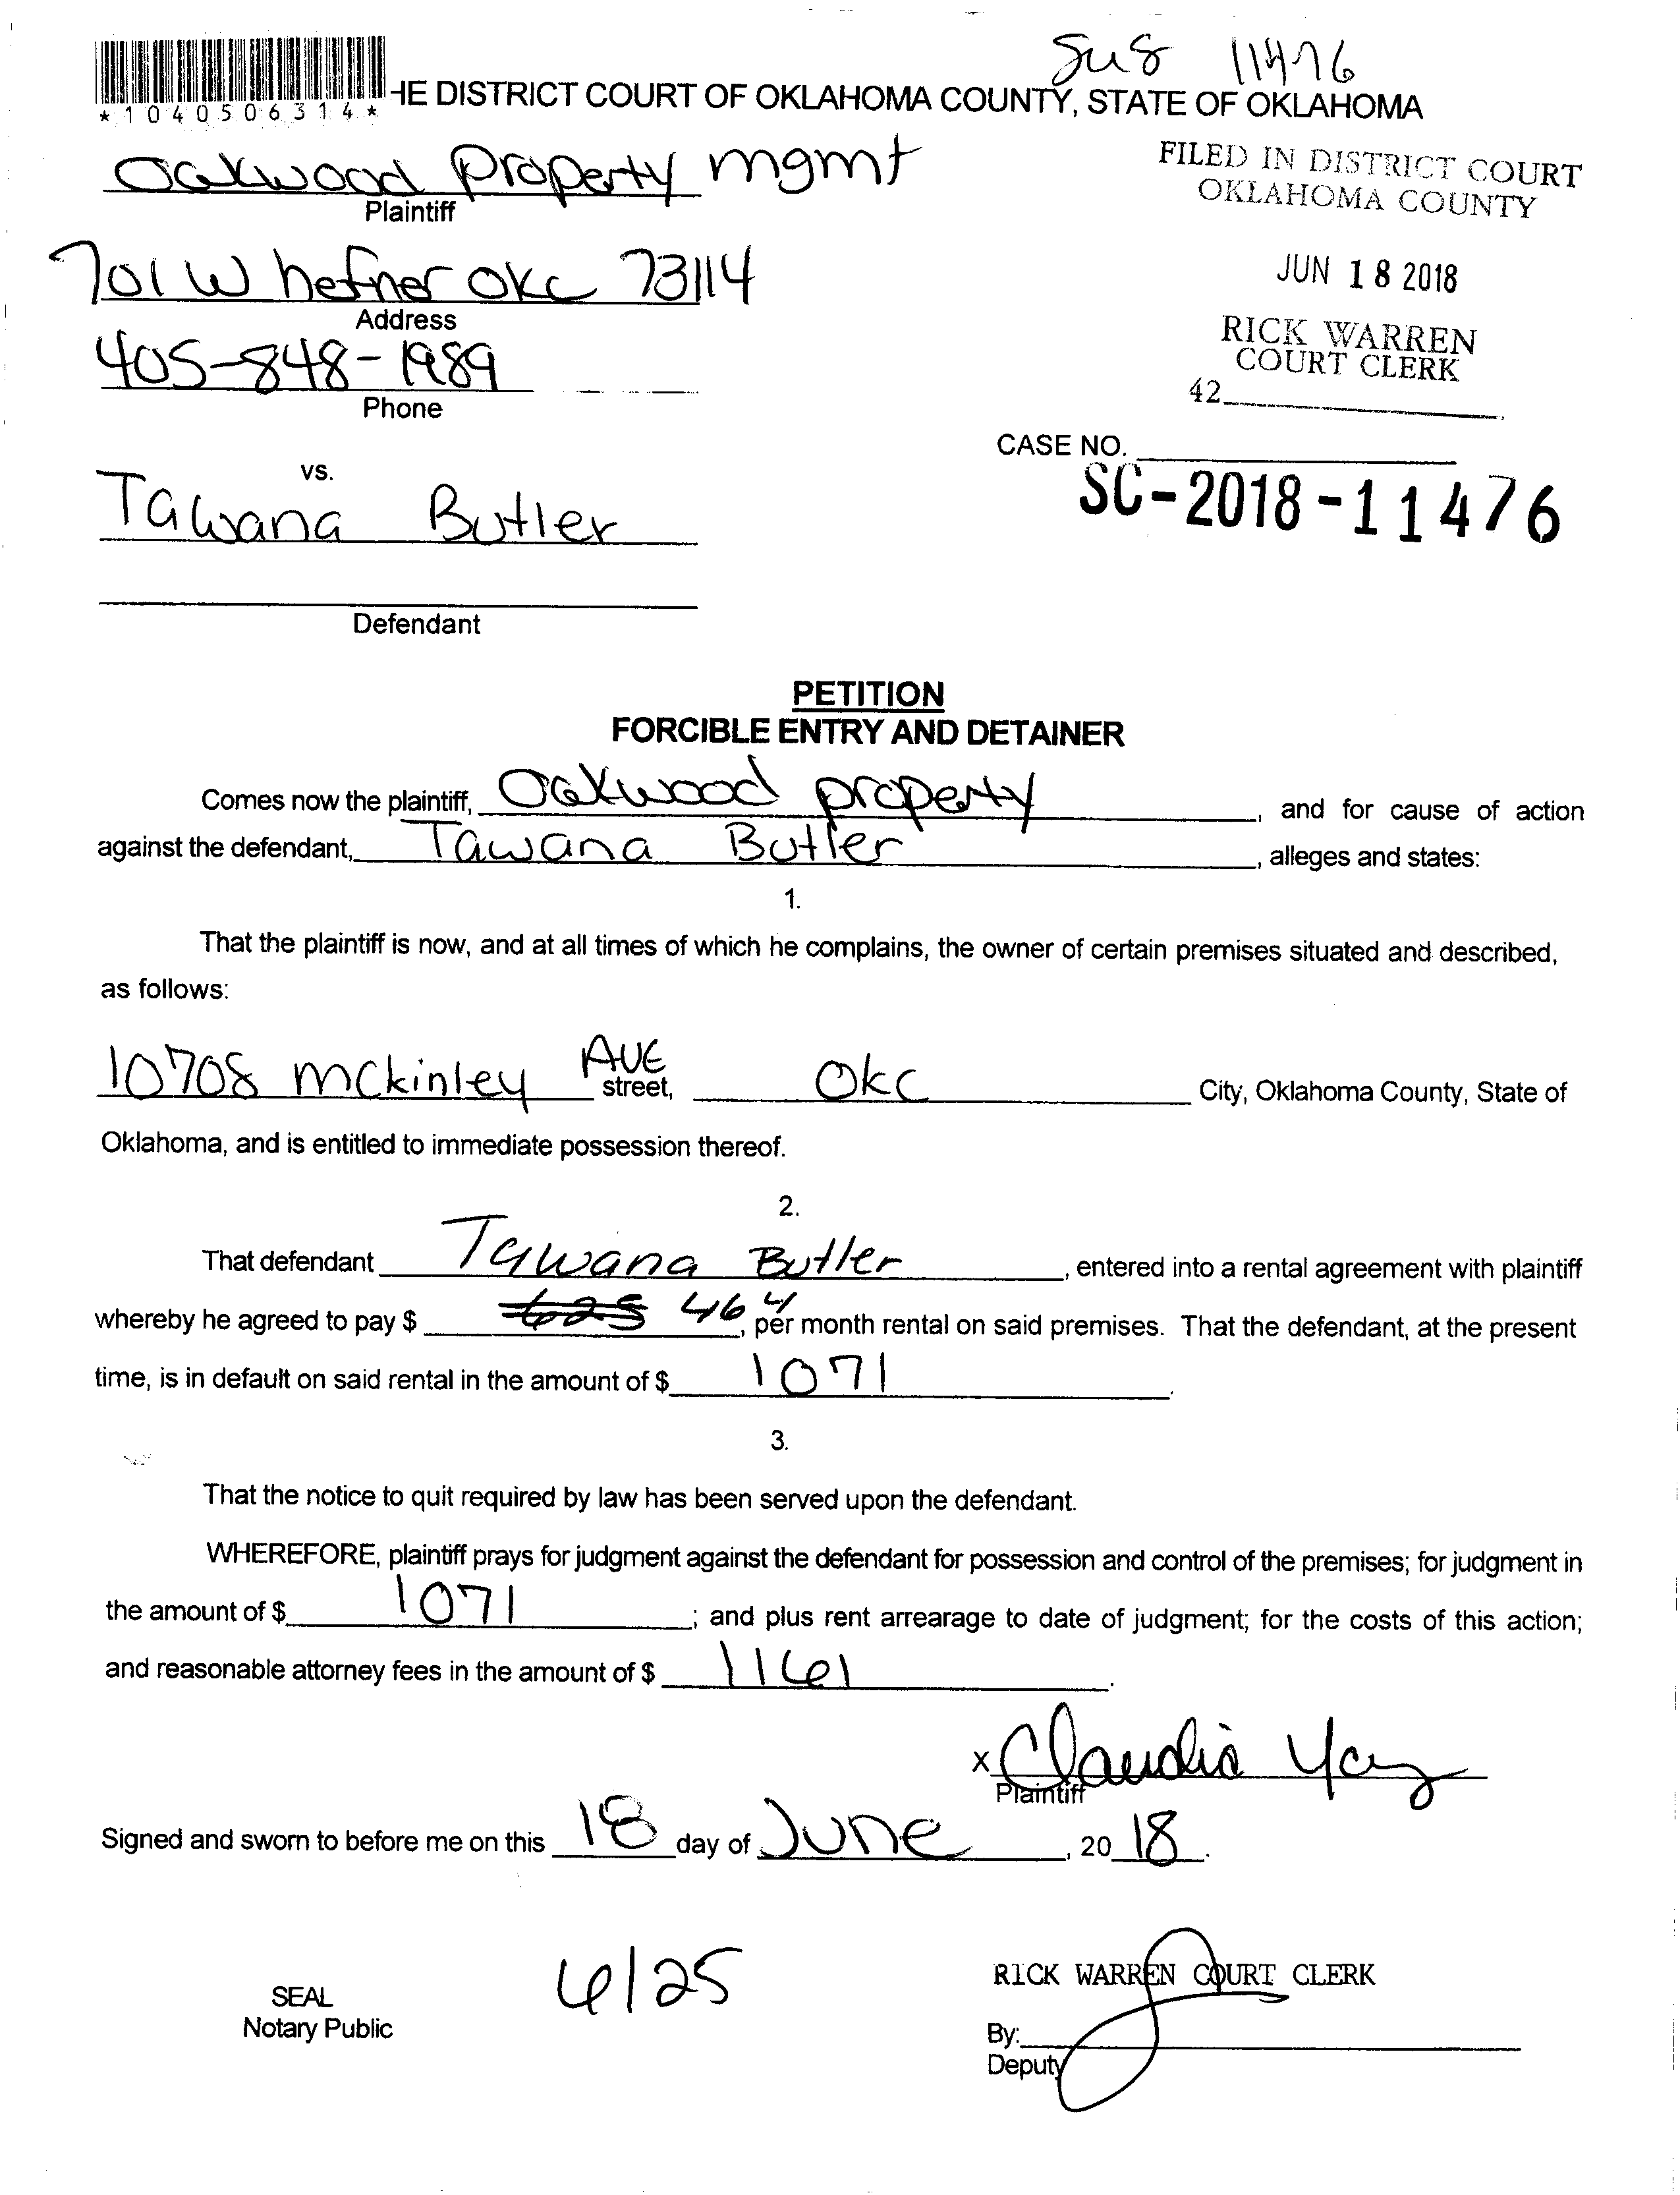 Su8 11476
*1040506314*
HE DISTRICT COURT OF OKLAHOMA COUNTY, STATE OF OKLAHOMA
Oakwood Property mgmt
Plaintiff
FILED IN DISTRICT COURT
OKLAHOMA COUNTY
701 W hefner OKC 73114
Address
JUN 18 2018
405-848-1989
Phone
RICK WARREN
COURT CLERK
42
CASE NO.
SC-2018-11476
vs.
Tawana Butler
Defendant
PETITION
FORCIBLE ENTRY AND DETAINER
Comes now the plaintiff, Oakwood property, and for cause of action
against the defendant, Tawana Butler, alleges and states:
1.
That the plaintiff is now, and at all times of which he complains, the owner of certain premises situated and described,
as follows:
10708 mckinley Ave street, OKC City, Oklahoma County, State of
Oklahoma, and is entitled to immediate possession thereof.
2.
That defendant Tawana Butler, entered into a rental agreement with plaintiff
whereby he agreed to pay $ 625 464, per month rental on said premises. That the defendant, at the present
time, is in default on said rental in the amount of $ 1071.
3.
That the notice to quit required by law has been served upon the defendant.
WHEREFORE, plaintiff prays for judgment against the defendant for possession and control of the premises; for judgment in
the amount of $ 1071; and plus rent arrearage to date of judgment; for the costs of this action;
and reasonable attorney fees in the amount of $ 1161.
x Claudia
Plaintiff
Signed and sworn to before me on this 18 day of June, 2018.
6/25
SEAL
Notary Public
RICK WARREN COURT CLERK
By:
Deputy